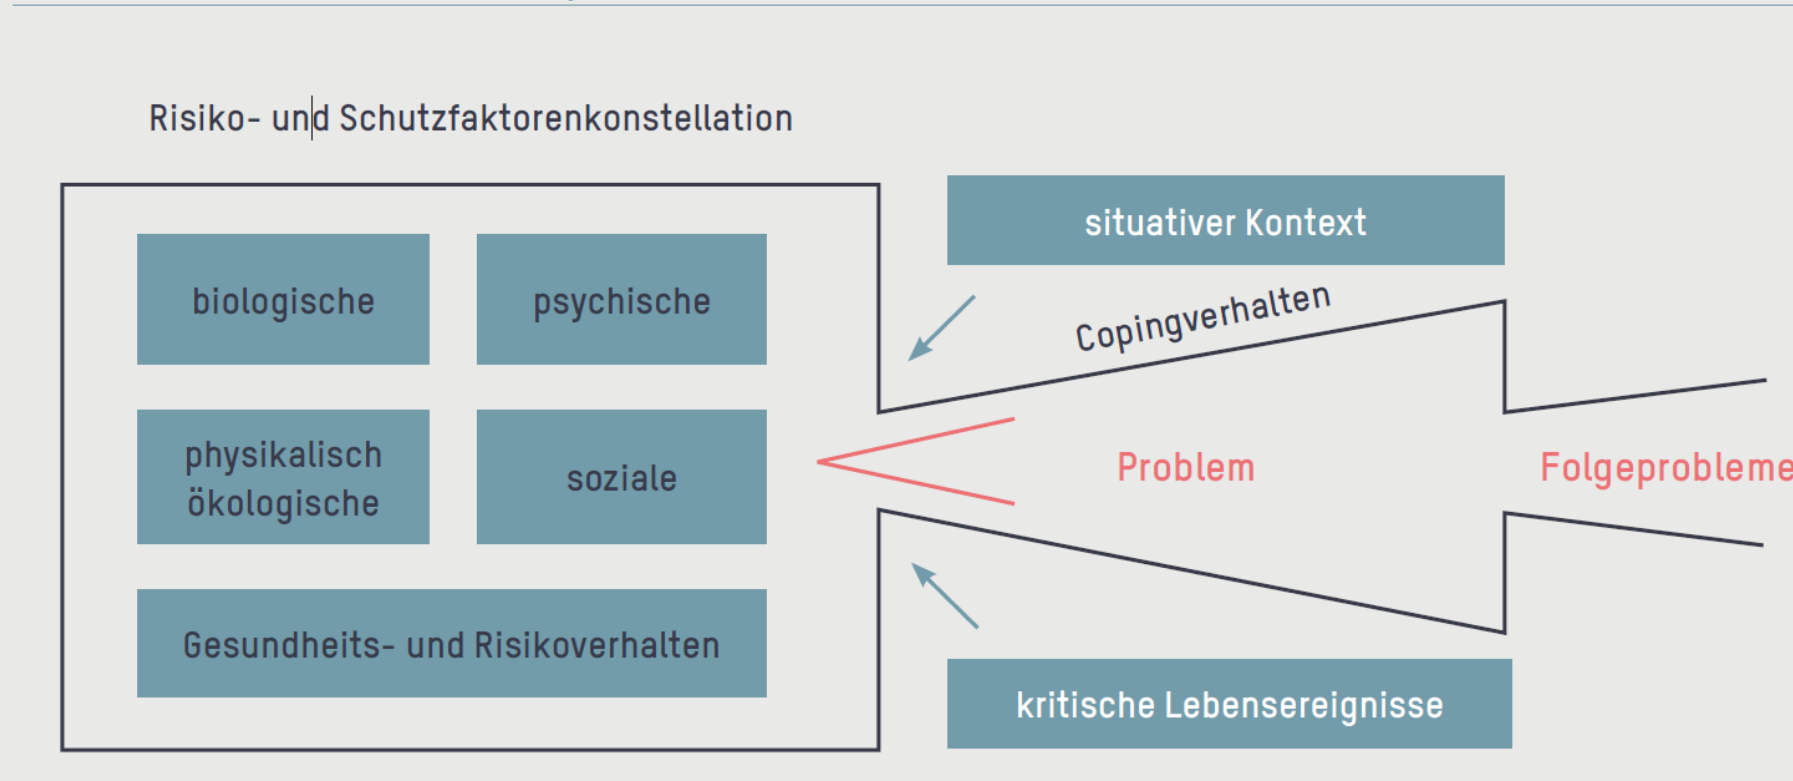 Risiko- und Schutzfaktorenkonstellation
biologische
psychische
physikalisch
ökologische
soziale
Gesundheits- und Risikoverhalten
situativer Kontext
Copingverhalten
Problem
Folgeprobleme
kritische Lebensereignisse